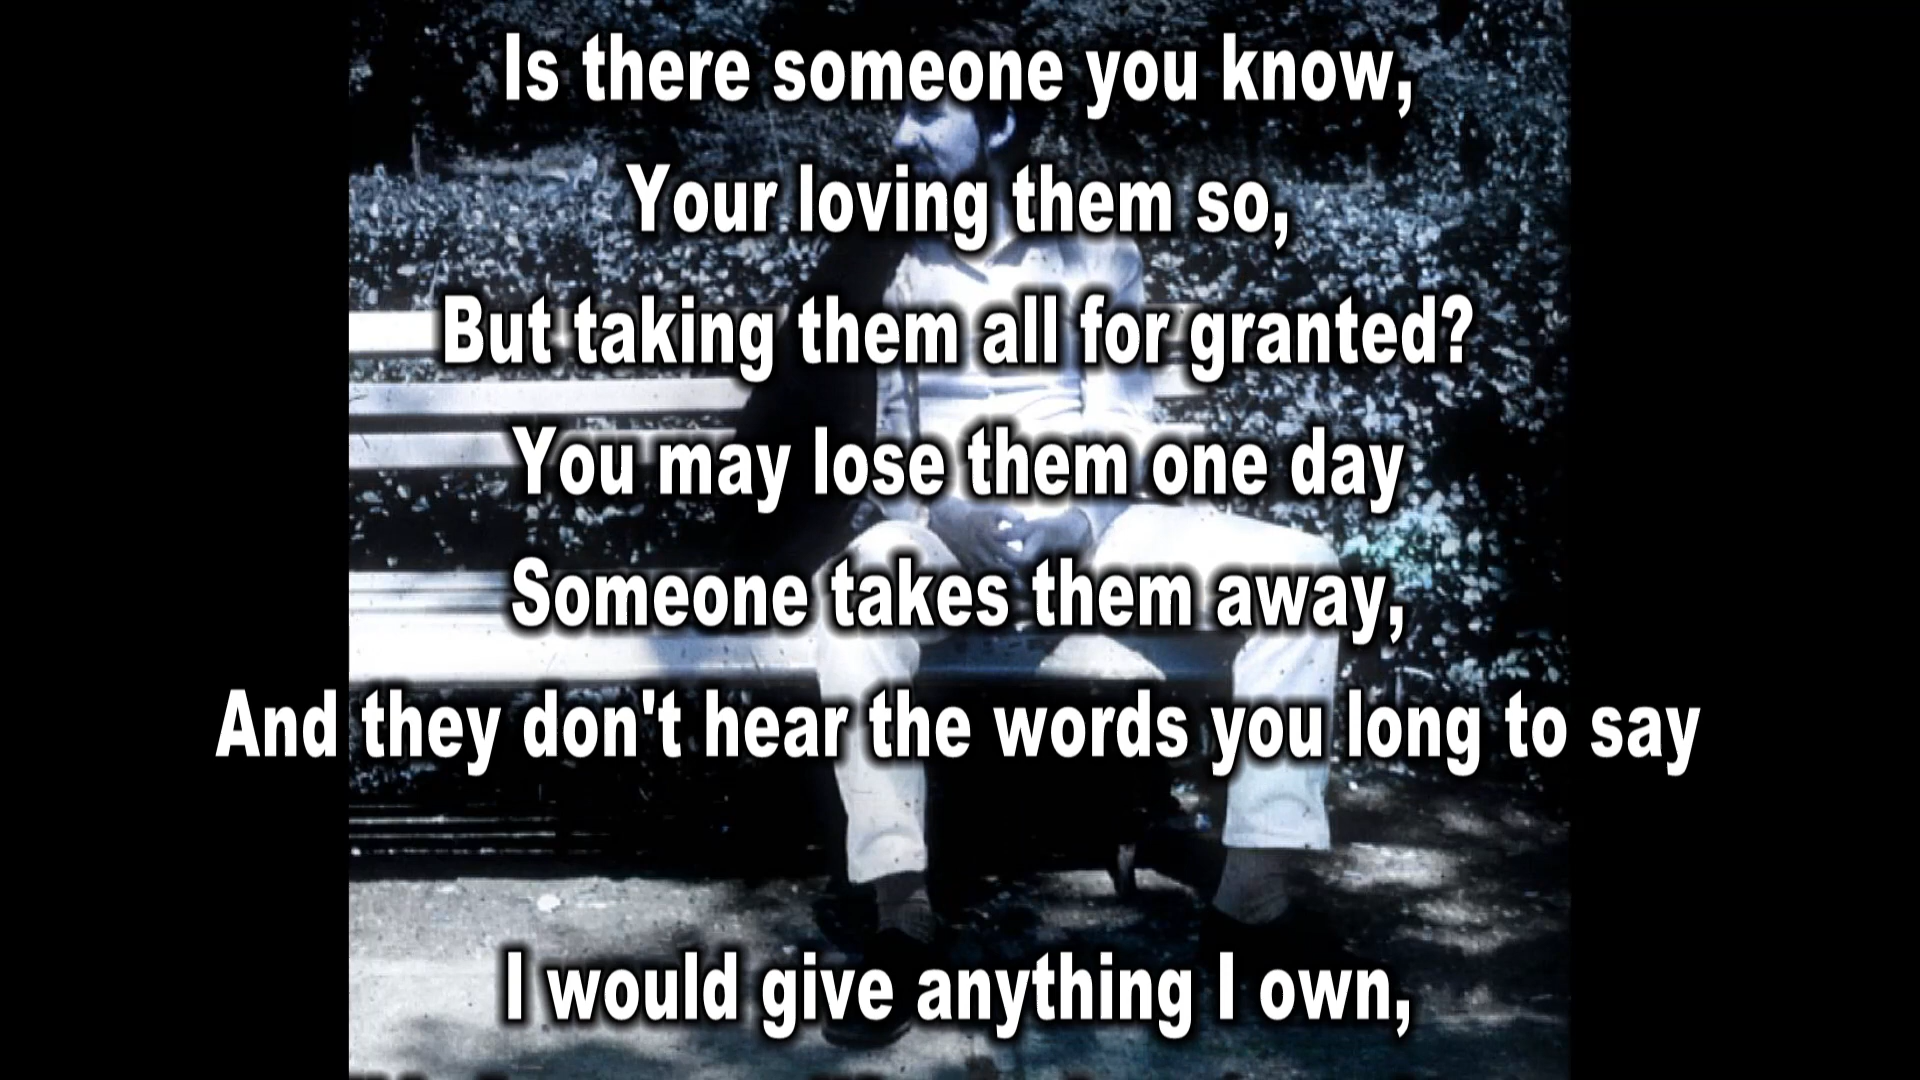 Is there someone you know,
Your loving them so,
But taking them all for granted?
You may lose them one day
Someone takes them away,
And they don't hear the words you long to say
I would give anything I own,